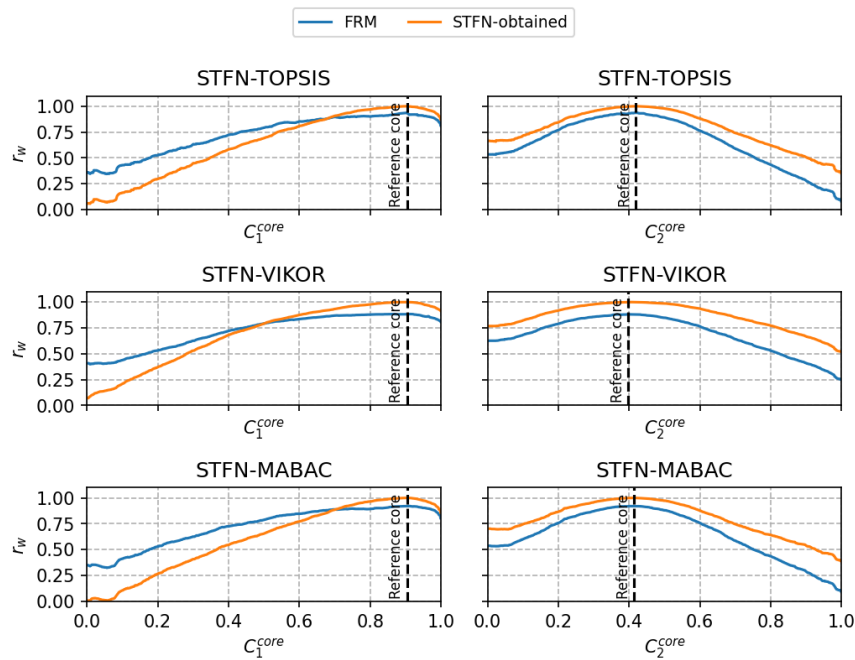 FRM STFN-obtained
STFN-TOPSIS STFN-TOPSIS
1.00
0.75
0.50
0.25
0.00
r_w
Reference core
Reference core
C_1^{core} C_2^{core}
STFN-VIKOR STFN-VIKOR
1.00
0.75
0.50
0.25
0.00
r_w
Reference core
Reference core
C_1^{core} C_2^{core}
STFN-MABAC STFN-MABAC
1.00
0.75
0.50
0.25
0.00
r_w
Reference core
Reference core
0.0 0.2 0.4 0.6 0.8 1.0 0.0 0.2 0.4 0.6 0.8 1.0
C_1^{core} C_2^{core}